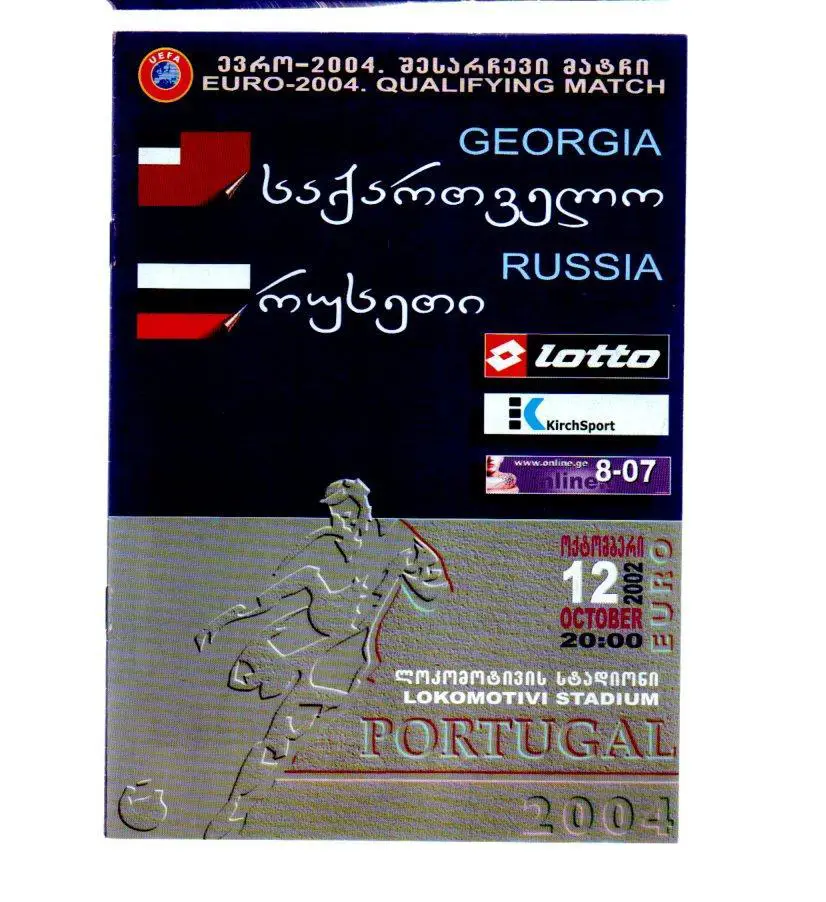 UEFA
ევრო-2004. შესარჩევი მატჩი
EURO-2004. QUALIFYING MATCH
GEORGIA
საქართველო
RUSSIA
რუსეთი
lotto
KirchSport
www.online.ge 8-07
online
ოქტომბერი
12 2002
OCTOBER
20:00
EURO
ლოკომოტივის სტადიონი
LOKOMOTIVI STADIUM
PORTUGAL
2004